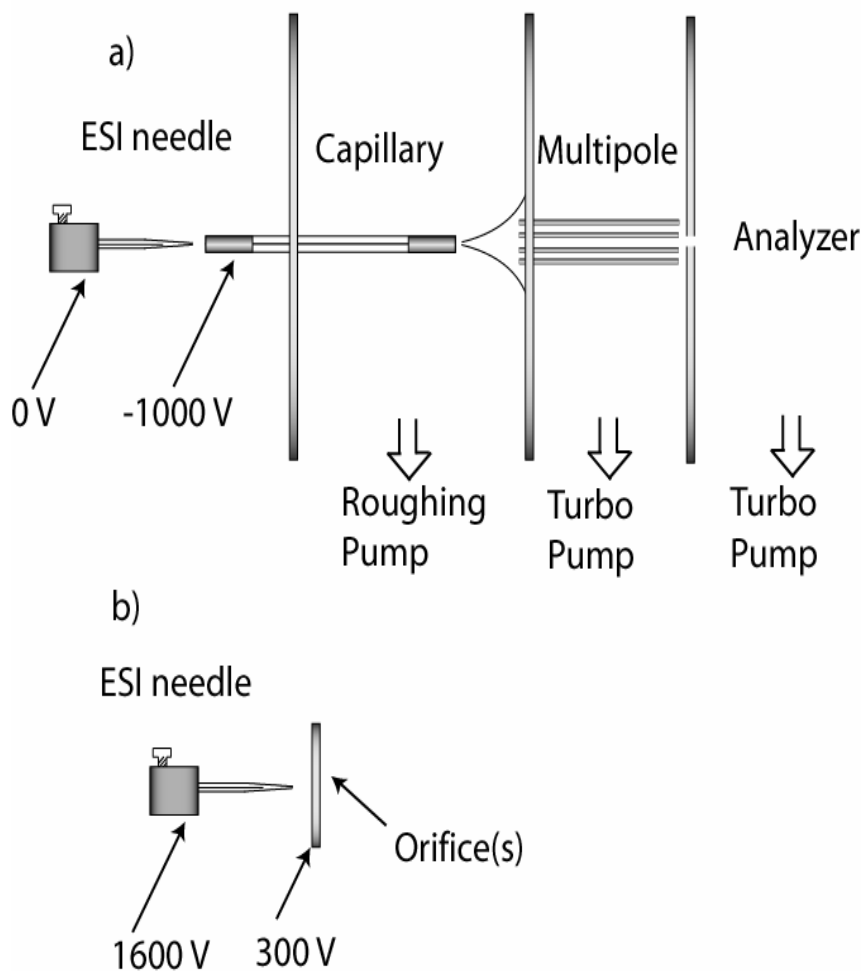 a)
ESI needle
Capillary
Multipole
Analyzer
0 V
-1000 V
Roughing
Pump
Turbo
Pump
Turbo
Pump
b)
ESI needle
Orifice(s)
1600 V
300 V